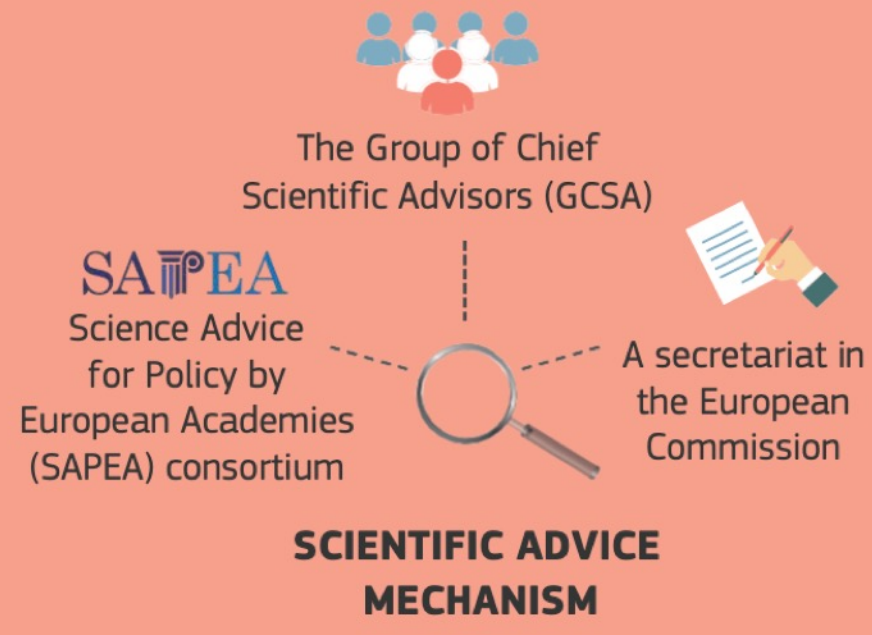 The Group of Chief
Scientific Advisors (GCSA)
SAPEA
Science Advice
for Policy by
European Academies
(SAPEA) consortium
A secretariat in
the European
Commission
SCIENTIFIC ADVICE
MECHANISM